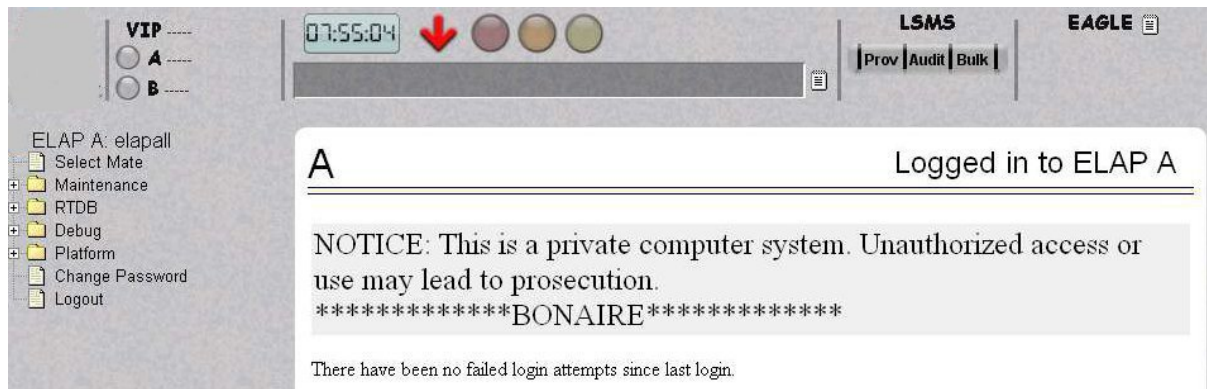 VIP -----
A -----
B -----
07:55:04
LSMS
Prov Audit Bulk
EAGLE
ELAP A: elapall
Select Mate
Maintenance
RTDB
Debug
Platform
Change Password
Logout
A
Logged in to ELAP A
NOTICE: This is a private computer system. Unauthorized access or
use may lead to prosecution.
*************BONAIRE*************
There have been no failed login attempts since last login.